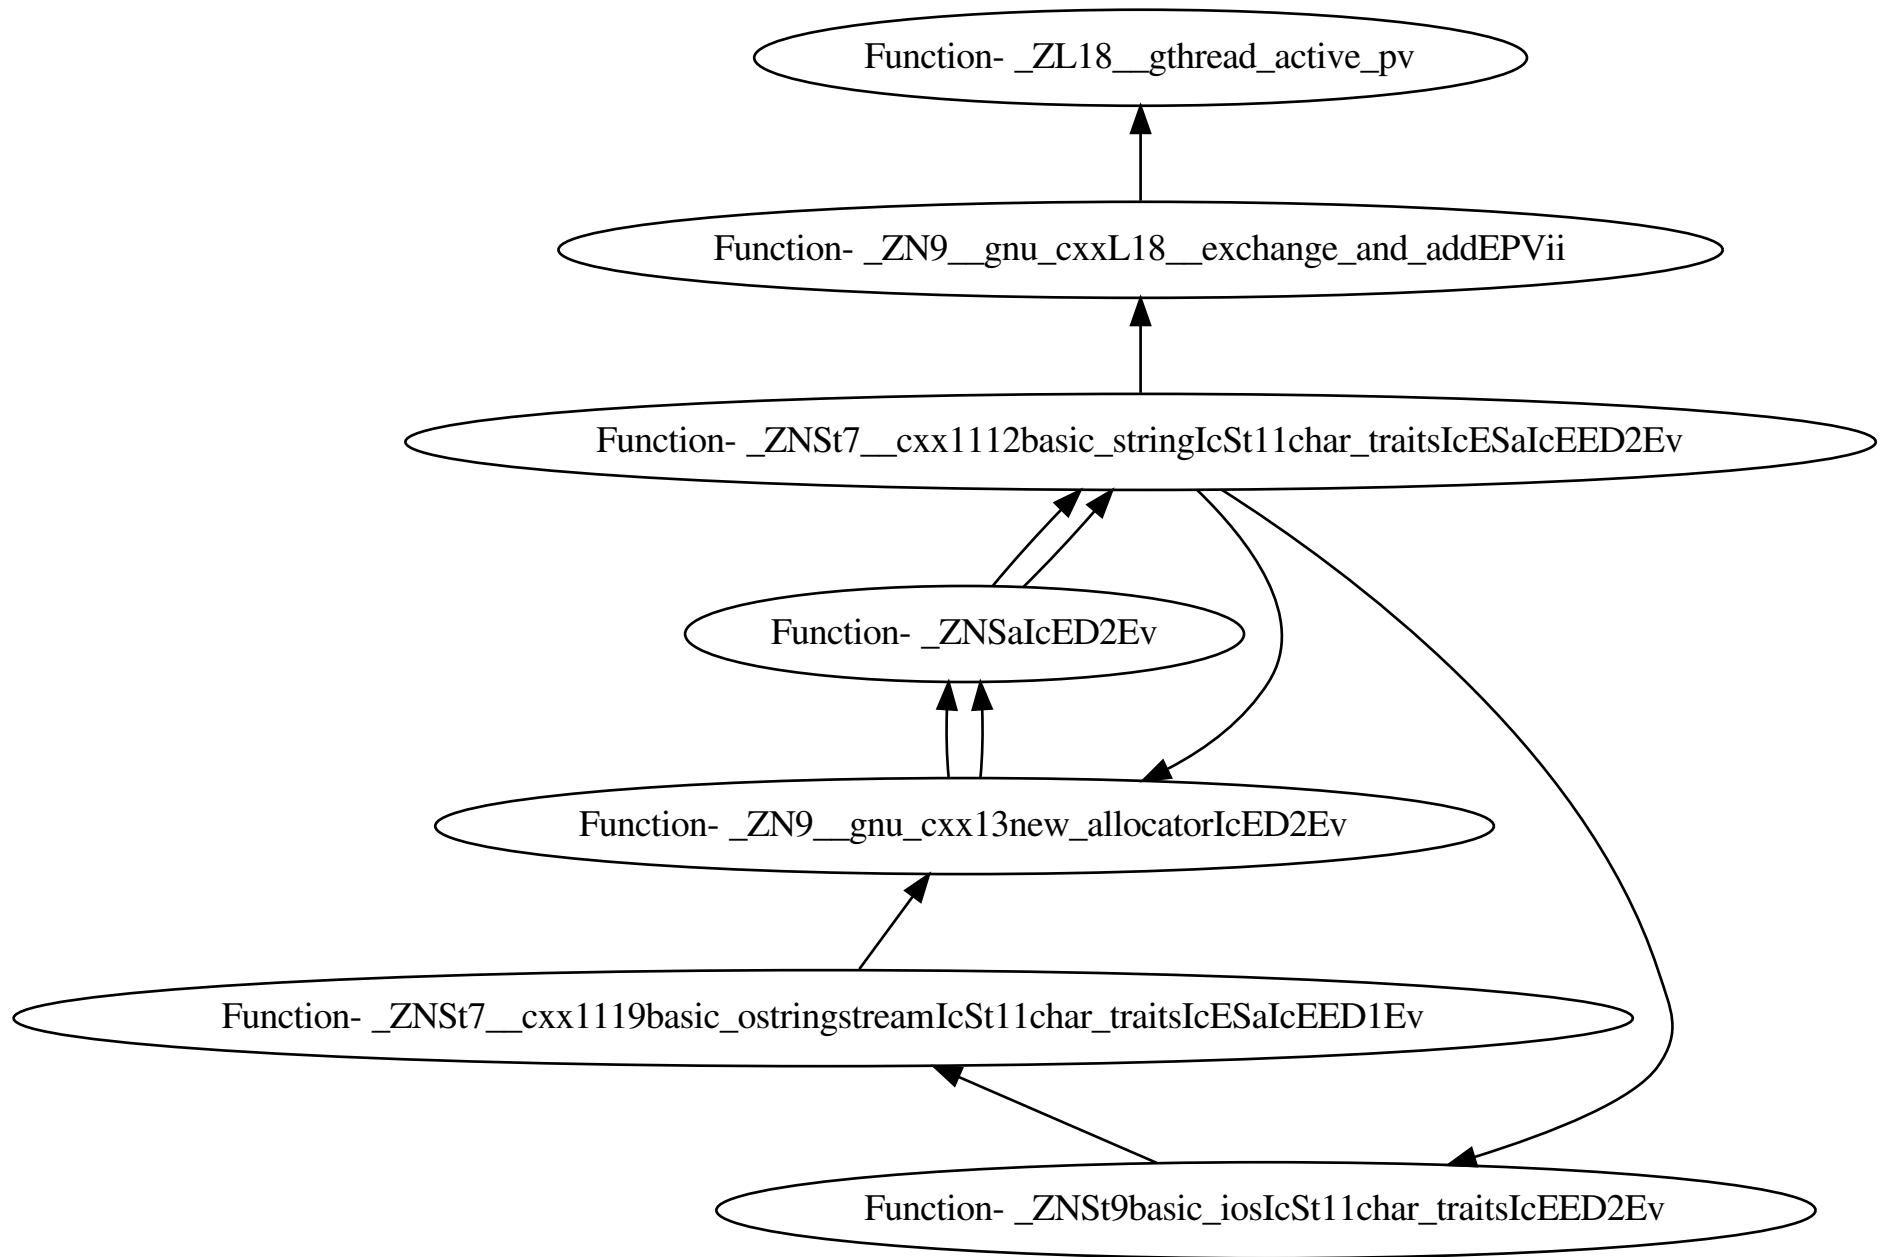 Function- _ZL18__gthread_active_pv
Function- _ZN9__gnu_cxxL18__exchange_and_addEPVii
Function- _ZNSt7__cxx1112basic_stringIcSt11char_traitsIcESaIcEED2Ev
Function- _ZNSaIcED2Ev
Function- _ZN9__gnu_cxx13new_allocatorIcED2Ev
Function- _ZNSt7__cxx1119basic_ostringstreamIcSt11char_traitsIcESaIcEED1Ev
Function- _ZNSt9basic_iosIcSt11char_traitsIcEED2Ev